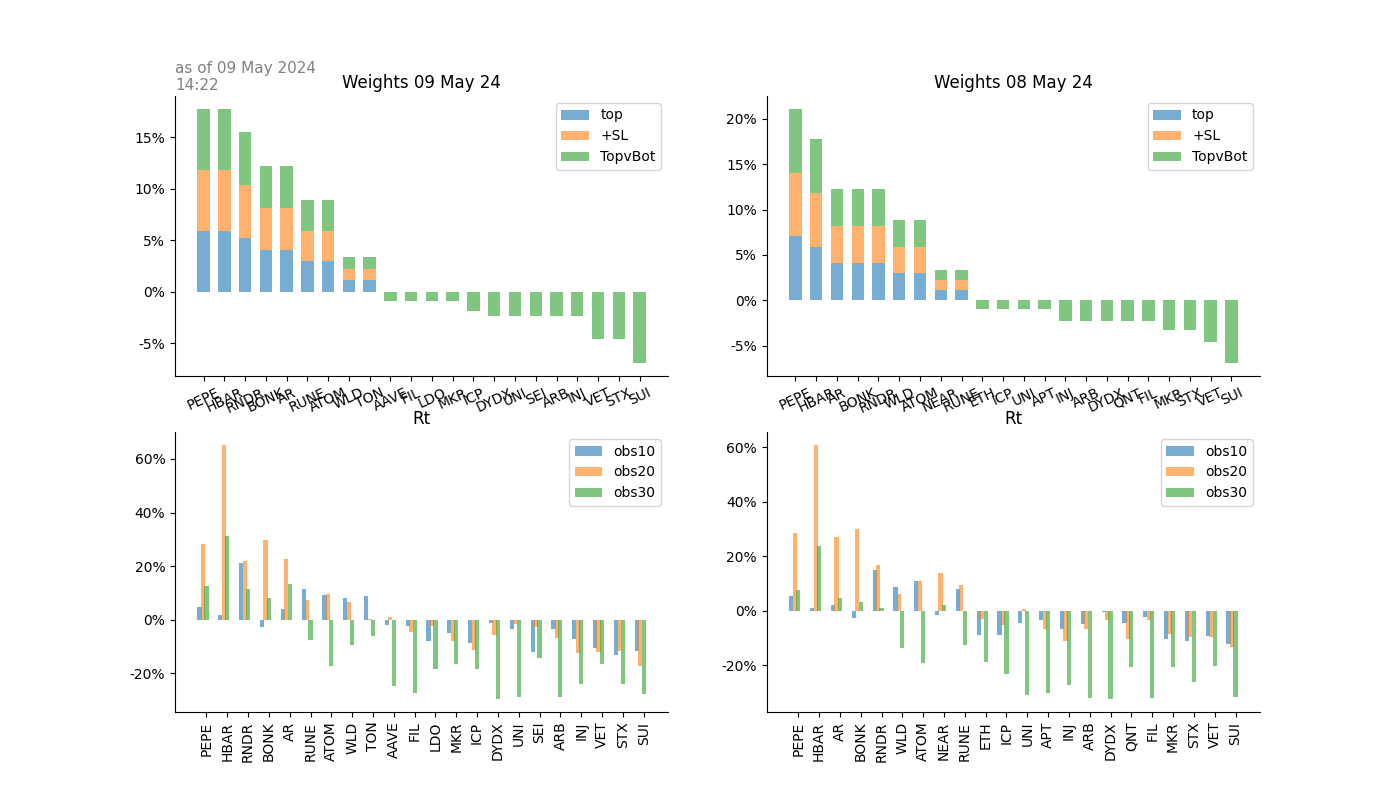 as of 09 May 2024
14:22
Weights 09 May 24
15%
10%
5%
0%
-5%
top
+SL
TopvBot
PEPE HBAR RNDR BONK AR RUNE ATOM WLD TON AAVE FIL LDO MKR ICP DYDX UNI SEI ARB INJ VET STX SUI
Weights 08 May 24
20%
15%
10%
5%
0%
-5%
top
+SL
TopvBot
PEPE HBAR AR BONK RNDR WLD ATOM NEAR RUNE ETH ICP UNI APT INJ ARB DYDX QNT FIL MKR STX VET SUI
Rt
60%
40%
20%
0%
-20%
obs10
obs20
obs30
PEPE HBAR RNDR BONK AR RUNE ATOM WLD TON AAVE FIL LDO MKR ICP DYDX UNI SEI ARB INJ VET STX SUI
Rt
60%
40%
20%
0%
-20%
obs10
obs20
obs30
PEPE HBAR AR BONK RNDR WLD ATOM NEAR RUNE ETH ICP UNI APT INJ ARB DYDX QNT FIL MKR STX VET SUI